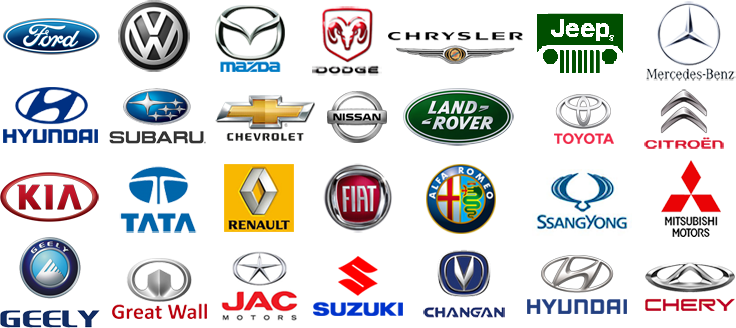 Ford
VW
mazda
DODGE
CHRYSLER
Jeep
Mercedes-Benz
HYUNDAI
SUBARU
CHEVROLET
NISSAN
LAND-
ROVER
TOYOTA
CITROËN
KIA
TATA
RENAULT
FIAT
ALFA ROMEO
SSANGYONG
MITSUBISHI
MOTORS
GEELY
GEELY
Great Wall
JAC
MOTORS
SUZUKI
CHANGAN
HYUNDAI
CHERY